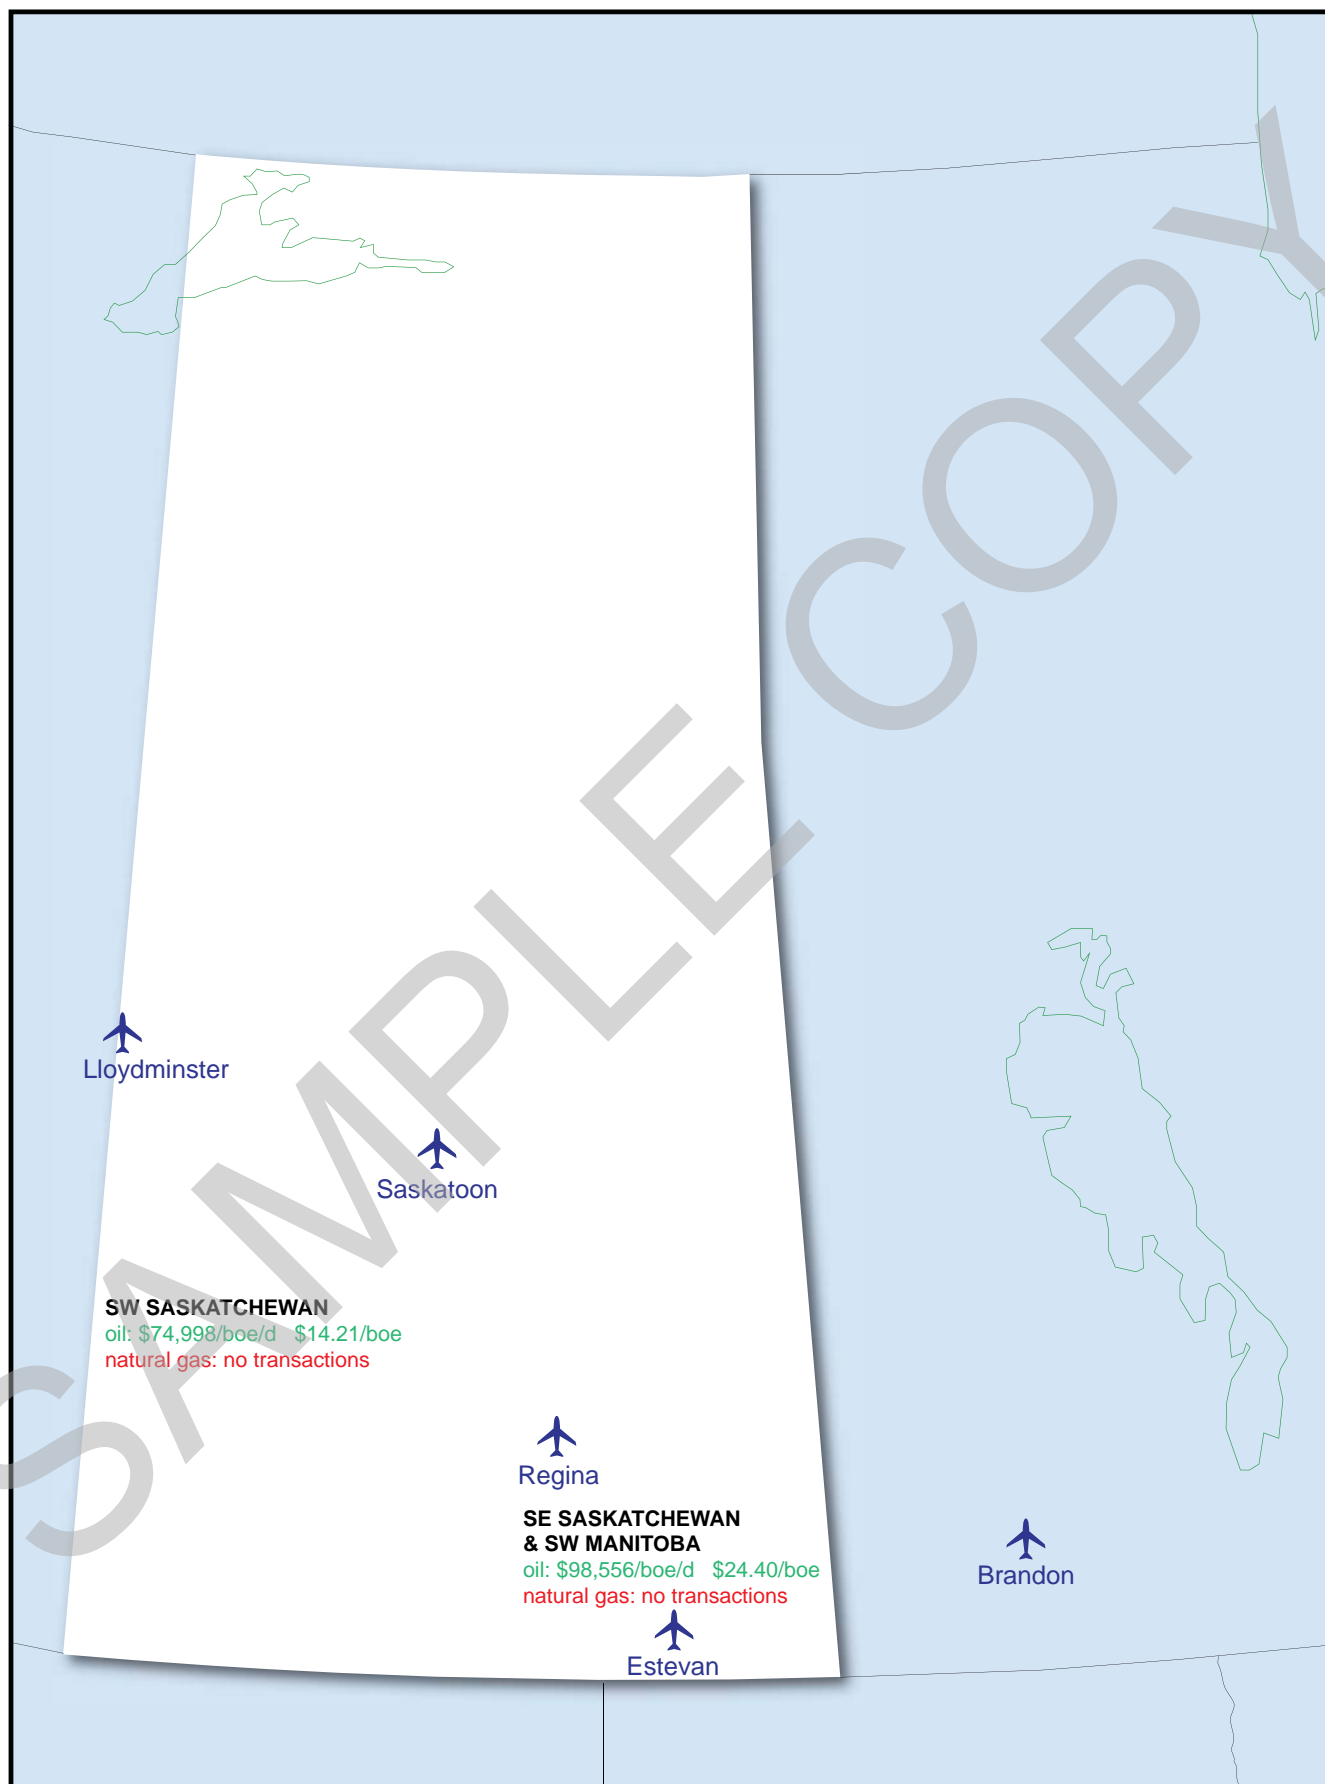 SAMPLE COPY
Lloydminster
Saskatoon
SW SASKATCHEWAN
oil: $74,998/boe/d $14.21/boe
natural gas: no transactions
Regina
SE SASKATCHEWAN
& SW MANITOBA
oil: $98,556/boe/d $24.40/boe
natural gas: no transactions
Brandon
Estevan